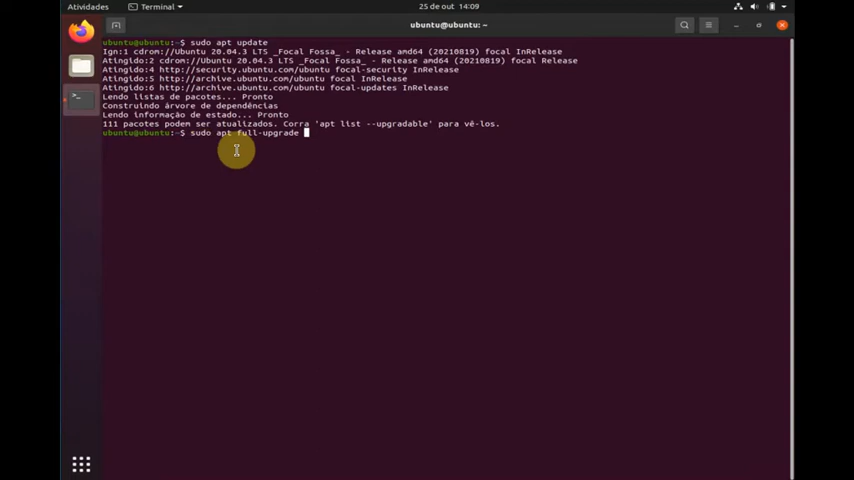 Atividades
Terminal
25 de out 14:09
ubuntu@ubuntu: ~
ubuntu@ubuntu:~$ sudo apt update
Ign:1 cdrom://Ubuntu 20.04.3 LTS _Focal Fossa_ - Release amd64 (20210819) focal InRelease
Atingido:2 cdrom://Ubuntu 20.04.3 LTS _Focal Fossa_ - Release amd64 (20210819) focal Release
Atingido:4 http://security.ubuntu.com/ubuntu focal-security InRelease
Atingido:5 http://archive.ubuntu.com/ubuntu focal InRelease
Atingido:6 http://archive.ubuntu.com/ubuntu focal-updates InRelease
Lendo listas de pacotes... Pronto
Construindo árvore de dependências
Lendo informação de estado... Pronto
111 pacotes podem ser atualizados. Corra 'apt list --upgradable' para vê-los.
ubuntu@ubuntu:~$ sudo apt full-upgrade